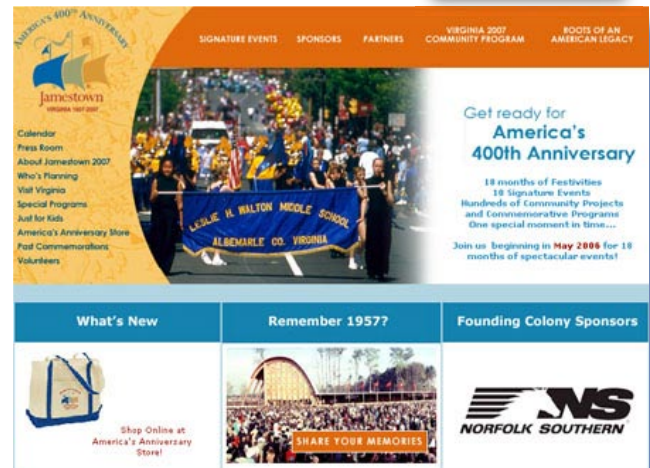 AMERICA'S 400TH ANNIVERSARY
Jamestown
VIRGINIA 1607-2007
SIGNATURE EVENTS
SPONSORS
PARTNERS
VIRGINIA 2007
COMMUNITY PROGRAM
ROOTS OF AN
AMERICAN LEGACY
Calendar
Press Room
About Jamestown 2007
Who's Planning
Visit Virginia
Special Programs
Just for Kids
America's Anniversary Store
Past Commemorations
Volunteers
LESLIE H. WALTON MIDDLE SCHOOL
ALBEMARLE CO. VIRGINIA
Get ready for
America's
400th Anniversary
18 months of Festivities
10 Signature Events
Hundreds of Community Projects
and Commemorative Programs
One special moment in time...
Join us beginning in May 2006 for 18
months of spectacular events!
What's New
Shop Online at
America's Anniversary
Store!
Remember 1957?
SHARE YOUR MEMORIES
Founding Colony Sponsors
NS
NORFOLK SOUTHERN